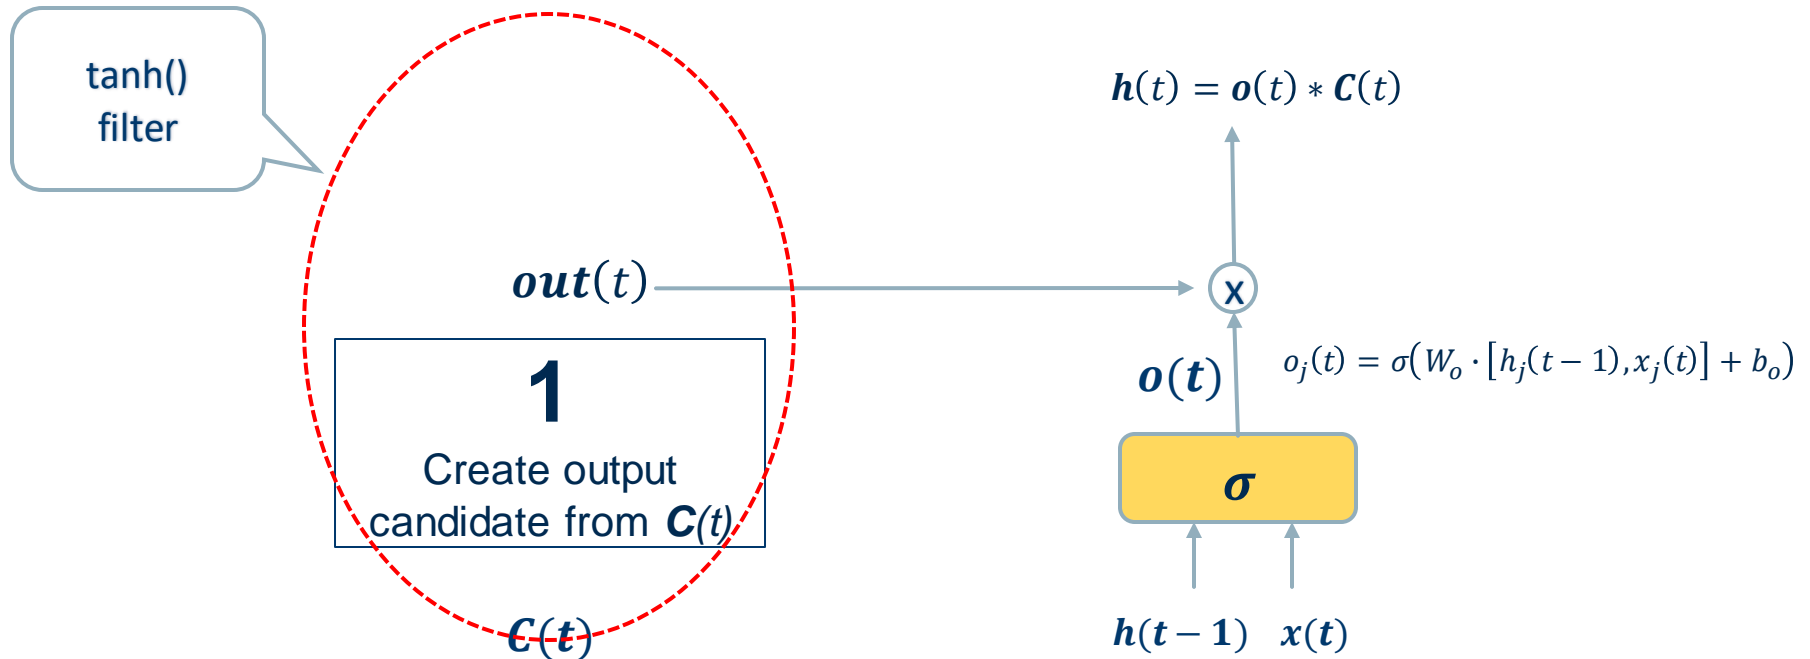 tanh()
filter
h(t) = o(t) ∗ C(t)
out(t)
x
o(t)
o_j(t) = σ(W_o · [h_j(t − 1), x_j(t)] + b_o)
1
Create output
candidate from C(t)
σ
C(t)
h(t − 1) x(t)